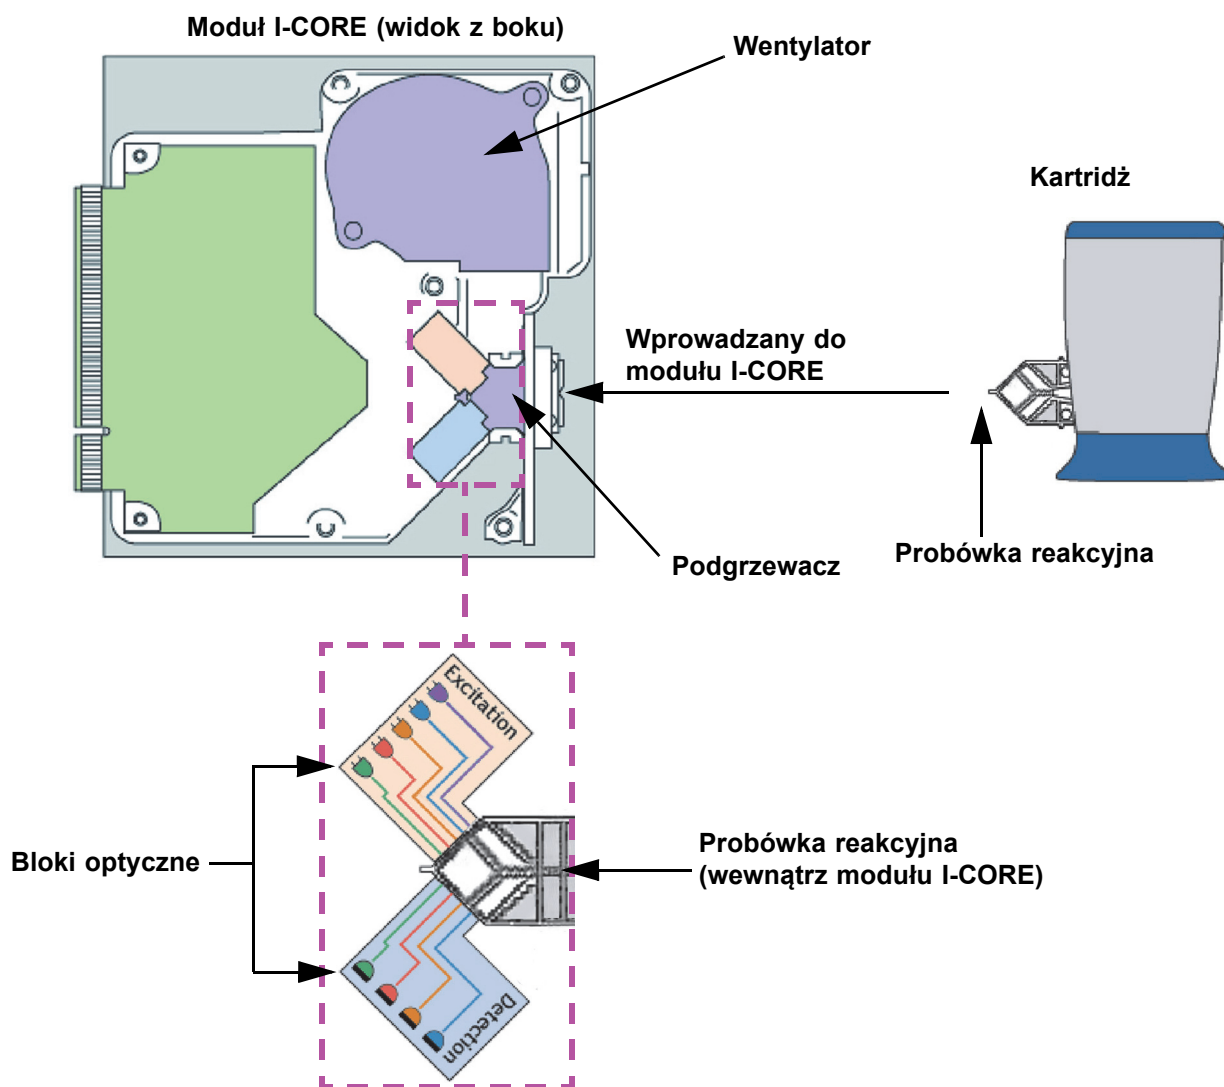 Moduł I-CORE (widok z boku)
Wentylator
Kartridż
Wprowadzany do
modułu I-CORE
Probówka reakcyjna
Podgrzewacz
Excitation
Bloki optyczne
Probówka reakcyjna
(wewnątrz modułu I-CORE)
Detection